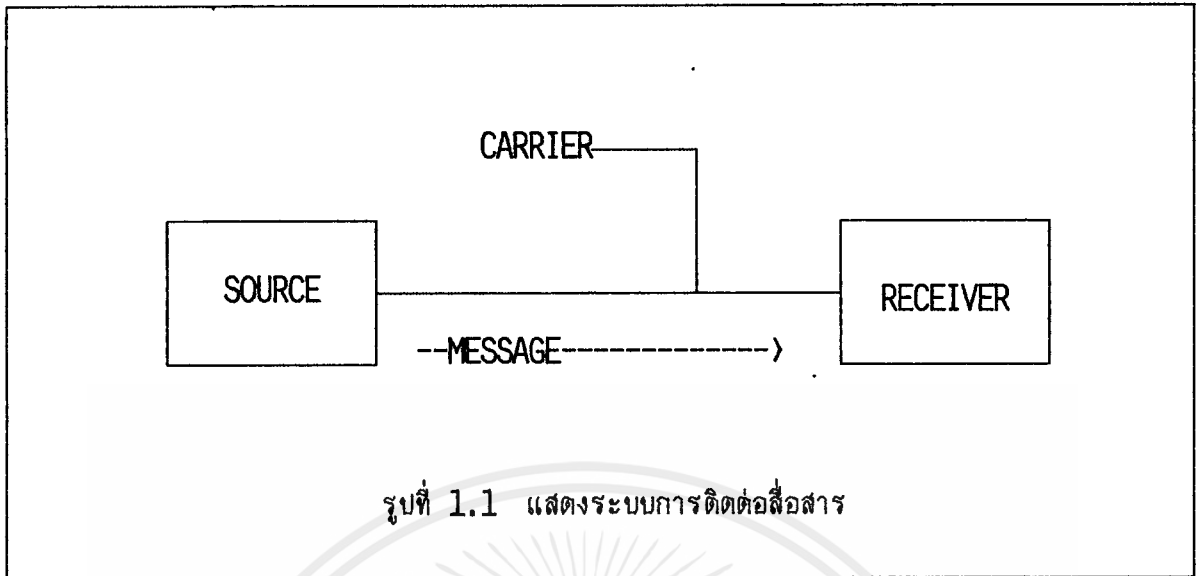 CARRIER
SOURCE
RECEIVER
--MESSAGE---------------->
รูปที่ 1.1 แสดงระบบการติดต่อสื่อสาร